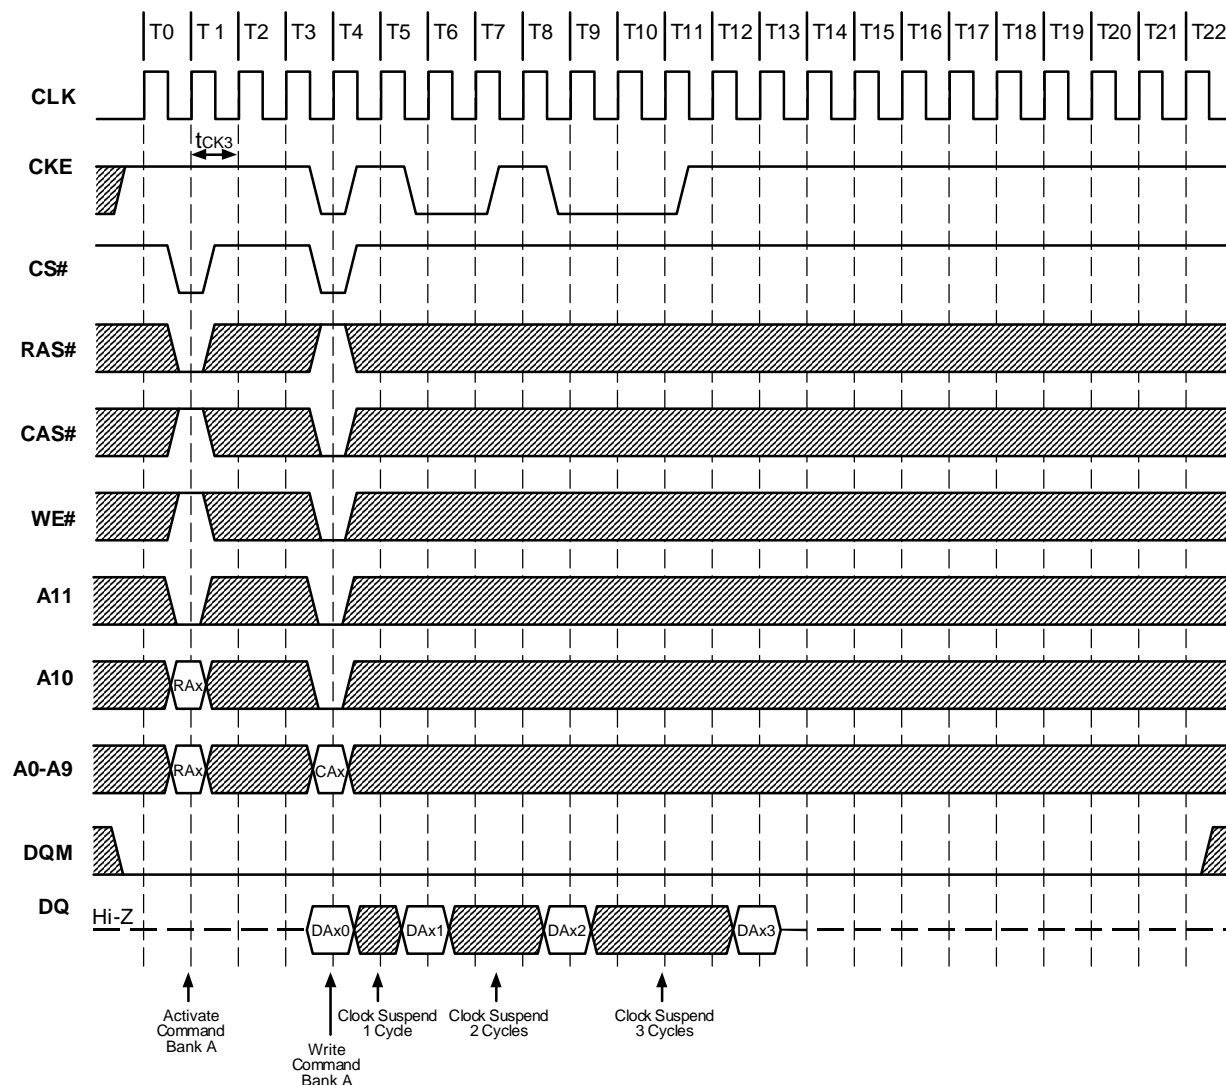 T0 T 1 T2 T3 T4 T5 T6 T7 T8 T9 T10 T11 T12 T13 T14 T15 T16 T17 T18 T19 T20 T21 T22
CLK
tCK3
CKE
CS#
RAS#
CAS#
WE#
A11
A10
RAx
A0-A9
RAx
CAx
DQM
DQ
Hi-Z
DAx0
DAx1
DAx2
DAx3
Activate
Command
Bank A
Write
Command
Bank A
Clock Suspend
1 Cycle
Clock Suspend
2 Cycles
Clock Suspend
3 Cycles